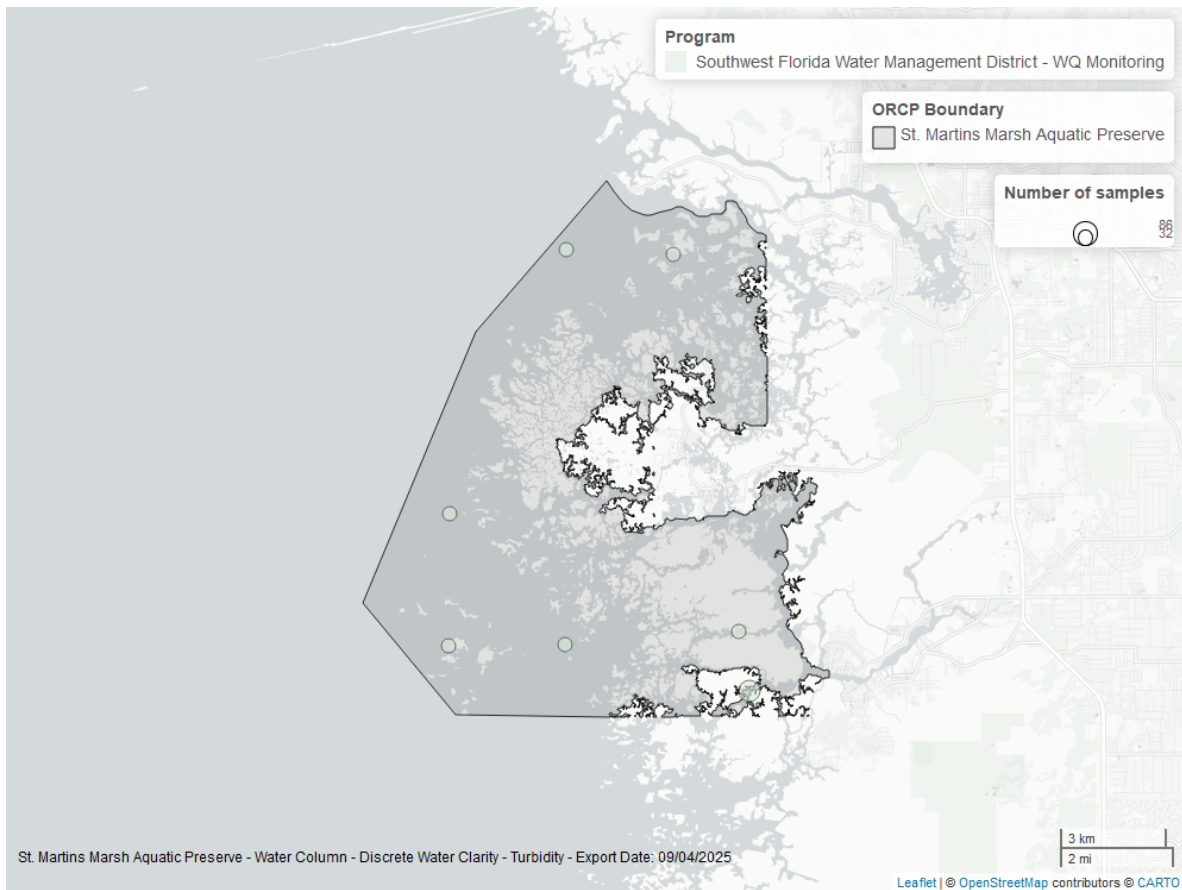 Program
Southwest Florida Water Management District - WQ Monitoring
ORCP Boundary
St. Martins Marsh Aquatic Preserve
Number of samples
86
32
3 km
2 mi
St. Martins Marsh Aquatic Preserve - Water Column - Discrete Water Clarity - Turbidity - Export Date: 09/04/2025
Leaflet | © OpenStreetMap contributors © CARTO